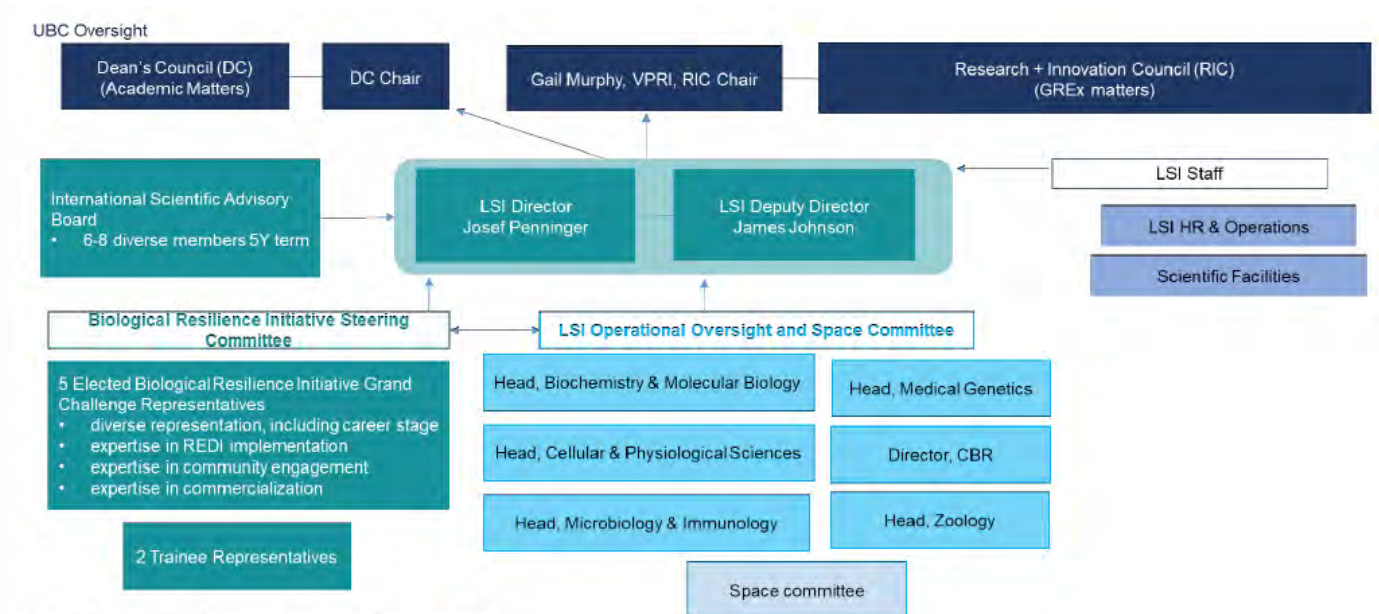 UBC Oversight
Dean's Council (DC)
(Academic Matters)
DC Chair
Gail Murphy, VPRI, RIC Chair
Research + Innovation Council (RIC)
(GREx matters)
International Scientific Advisory
Board
• 6-8 diverse members 5Y term
LSI Director
Josef Penninger
LSI Deputy Director
James Johnson
LSI Staff
LSI HR & Operations
Scientific Facilities
Biological Resilience Initiative Steering
Committee
LSI Operational Oversight and Space Committee
5 Elected Biological Resilience Initiative Grand
Challenge Representatives
• diverse representation, including career stage
• expertise in REDI implementation
• expertise in community engagement
• expertise in commercialization
2 Trainee Representatives
Head, Biochemistry & Molecular Biology
Head, Medical Genetics
Head, Cellular & Physiological Sciences
Director, CBR
Head, Microbiology & Immunology
Head, Zoology
Space committee